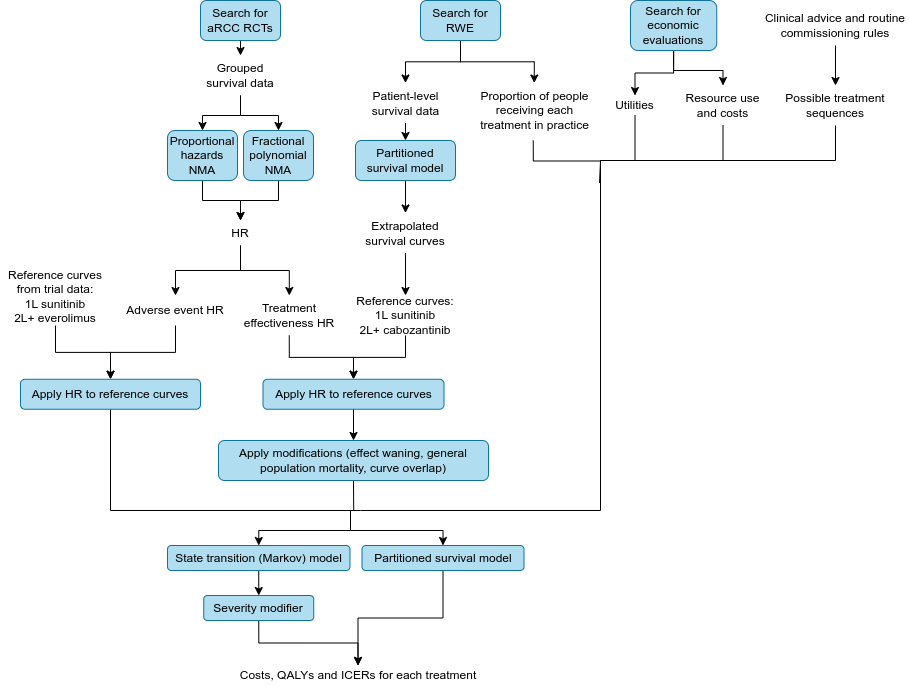 Search for
aRCC RCTs
Search for
RWE
Search for
economic
evaluations
Clinical advice and routine
commissioning rules
Grouped
survival data
Patient-level
survival data
Proportion of people
receiving each
treatment in practice
Utilities
Resource use
and costs
Possible treatment
sequences
Proportional
hazards
NMA
Fractional
polynomial
NMA
Partitioned
survival model
HR
Extrapolated
survival curves
Reference curves
from trial data:
1L sunitinib
2L+ everolimus
Adverse event HR
Treatment
effectiveness HR
Reference curves:
1L sunitinib
2L+ cabozantinib
Apply HR to reference curves
Apply HR to reference curves
Apply modifications (effect waning, general
population mortality, curve overlap)
State transition (Markov) model
Partitioned survival model
Severity modifier
Costs, QALYs and ICERs for each treatment